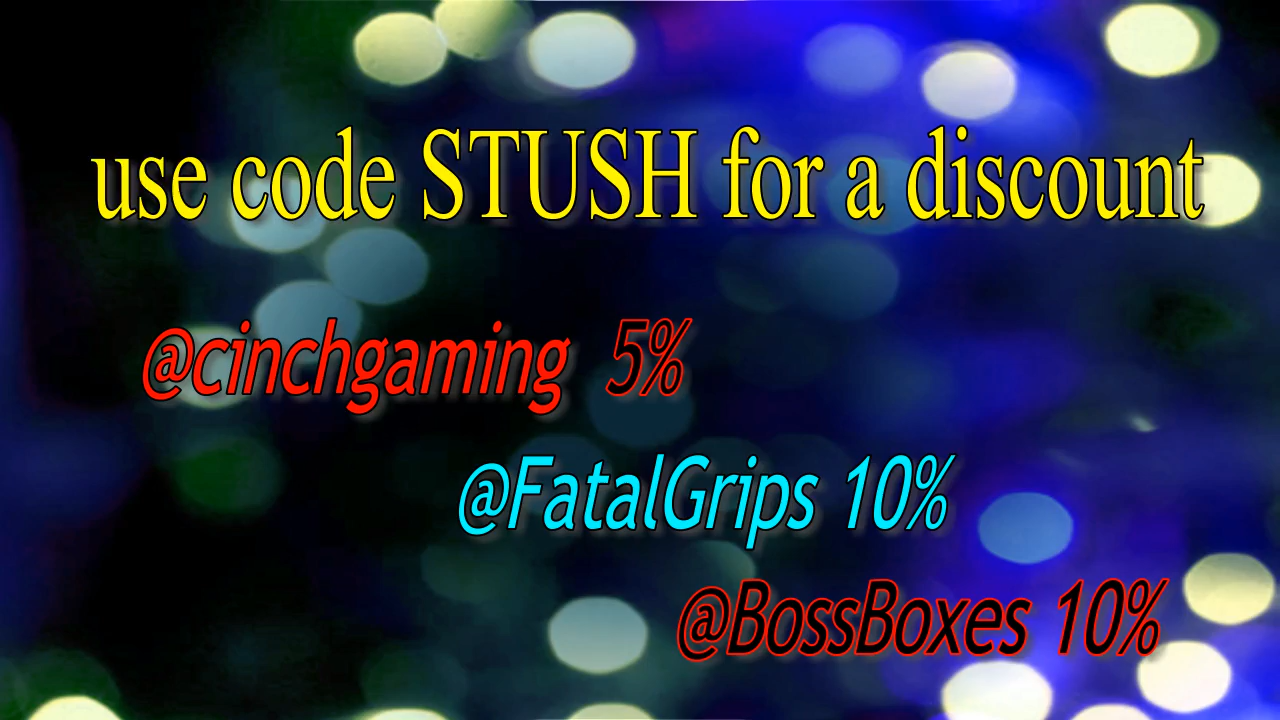 use code STUSH for a discount
@cinchgaming 5%
@FatalGrips 10%
@BossBoxes 10%